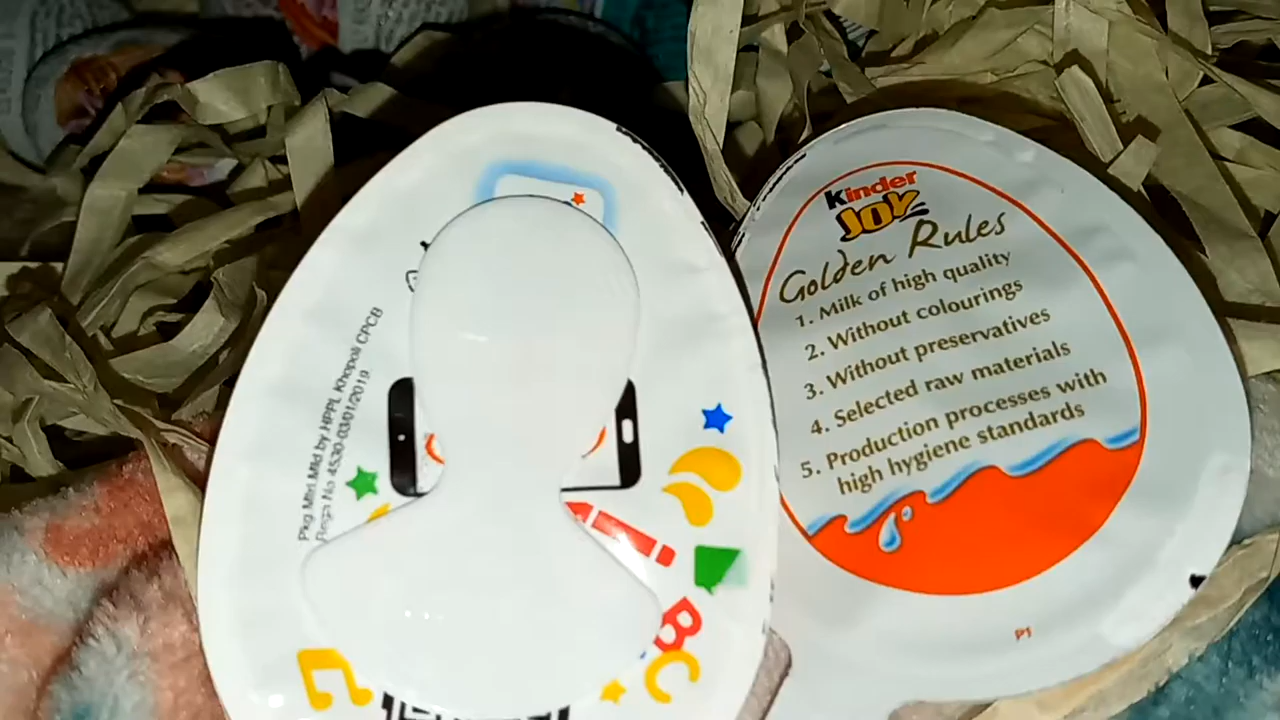 Pkg Mtrl Mfd by HPPL Khopoli CPCB
Regn No 4530-03/01/2019
B
C
Kinder
JOY
Golden Rules
1. Milk of high quality
2. Without colourings
3. Without preservatives
4. Selected raw materials
5. Production processes with
high hygiene standards
P1